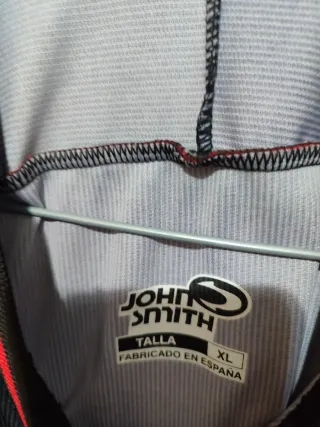 JOHN
SMITH
TALLA XL
FABRICADO EN ESPAÑA